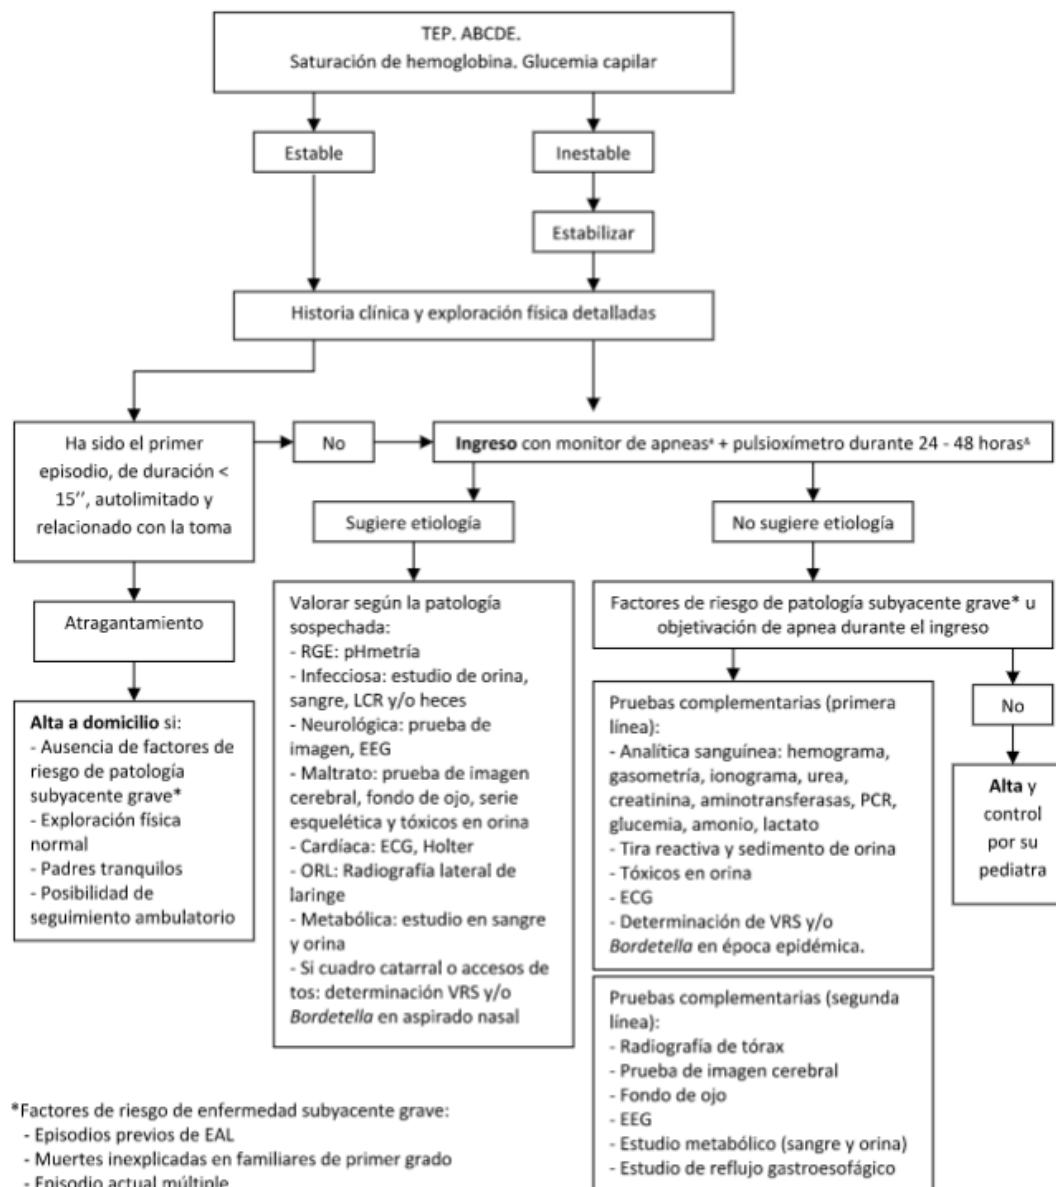 TEP. ABCDE.
Saturación de hemoglobina. Glucemia capilar
Estable
Inestable
Estabilizar
Historia clínica y exploración física detalladas
Ha sido el primer
episodio, de duración <
15’’, autolimitado y
relacionado con la toma
No
Ingreso con monitor de apneas⁺ + pulsioxímetro durante 24 - 48 horas&
Sugiere etiología
No sugiere etiología
Atragantamiento
Alta a domicilio si:
- Ausencia de factores de
riesgo de patología
subyacente grave*
- Exploración física
normal
- Padres tranquilos
- Posibilidad de
seguimiento ambulatorio
Valorar según la patología
sospechada:
- RGE: pHmetría
- Infecciosa: estudio de orina,
sangre, LCR y/o heces
- Neurológica: prueba de
imagen, EEG
- Maltrato: prueba de imagen
cerebral, fondo de ojo, serie
esquelética y tóxicos en orina
- Cardíaca: ECG, Holter
- ORL: Radiografía lateral de
laringe
- Metabólica: estudio en sangre
y orina
- Si cuadro catarral o accesos de
tos: determinación VRS y/o
Bordetella en aspirado nasal
Factores de riesgo de patología subyacente grave* u
objetivación de apnea durante el ingreso
Pruebas complementarias (primera
línea):
- Analítica sanguínea: hemograma,
gasometría, ionograma, urea,
creatinina, aminotransferasas, PCR,
glucemia, amonio, lactato
- Tira reactiva y sedimento de orina
- Tóxicos en orina
- ECG
- Determinación de VRS y/o
Bordetella en época epidémica.
No
Alta y
control
por su
pediatra
Pruebas complementarias (segunda
línea):
- Radiografía de tórax
- Prueba de imagen cerebral
- Fondo de ojo
- EEG
- Estudio metabólico (sangre y orina)
- Estudio de reflujo gastroesofágico
*Factores de riesgo de enfermedad subyacente grave:
- Episodios previos de EAL
- Muertes inexplicadas en familiares de primer grado
- Episodio actual múltiple